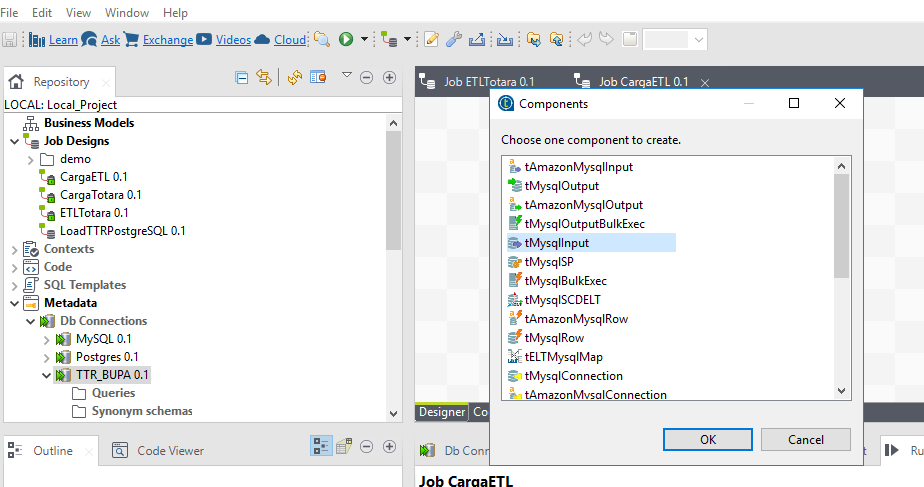 File Edit View Window Help
Learn Ask Exchange Videos Cloud
Repository
LOCAL: Local_Project
Business Models
Job Designs
demo
CargaETL 0.1
CargaTotara 0.1
ETLTotara 0.1
LoadTTRPostgreSQL 0.1
Contexts
Code
SQL Templates
Metadata
Db Connections
MySQL 0.1
Postgres 0.1
TTR_BUPA 0.1
Queries
Synonym schemas
Outline Code Viewer
Job ETLTotara 0.1 Job CargaETL 0.1
Components
Choose one component to create.
tAmazonMysqlInput
tMysqlOutput
tAmazonMysqlOutput
tMysqlOutputBulkExec
tMysqlInput
tMysqlSP
tMysqlBulkExec
tMysqlSCDELT
tAmazonMysqlRow
tMysqlRow
tELTMysqlMap
tMysqlConnection
tAmazonMysqlConnection
OK Cancel
Designer Co
Db Conn t Ru
Job CargaETL